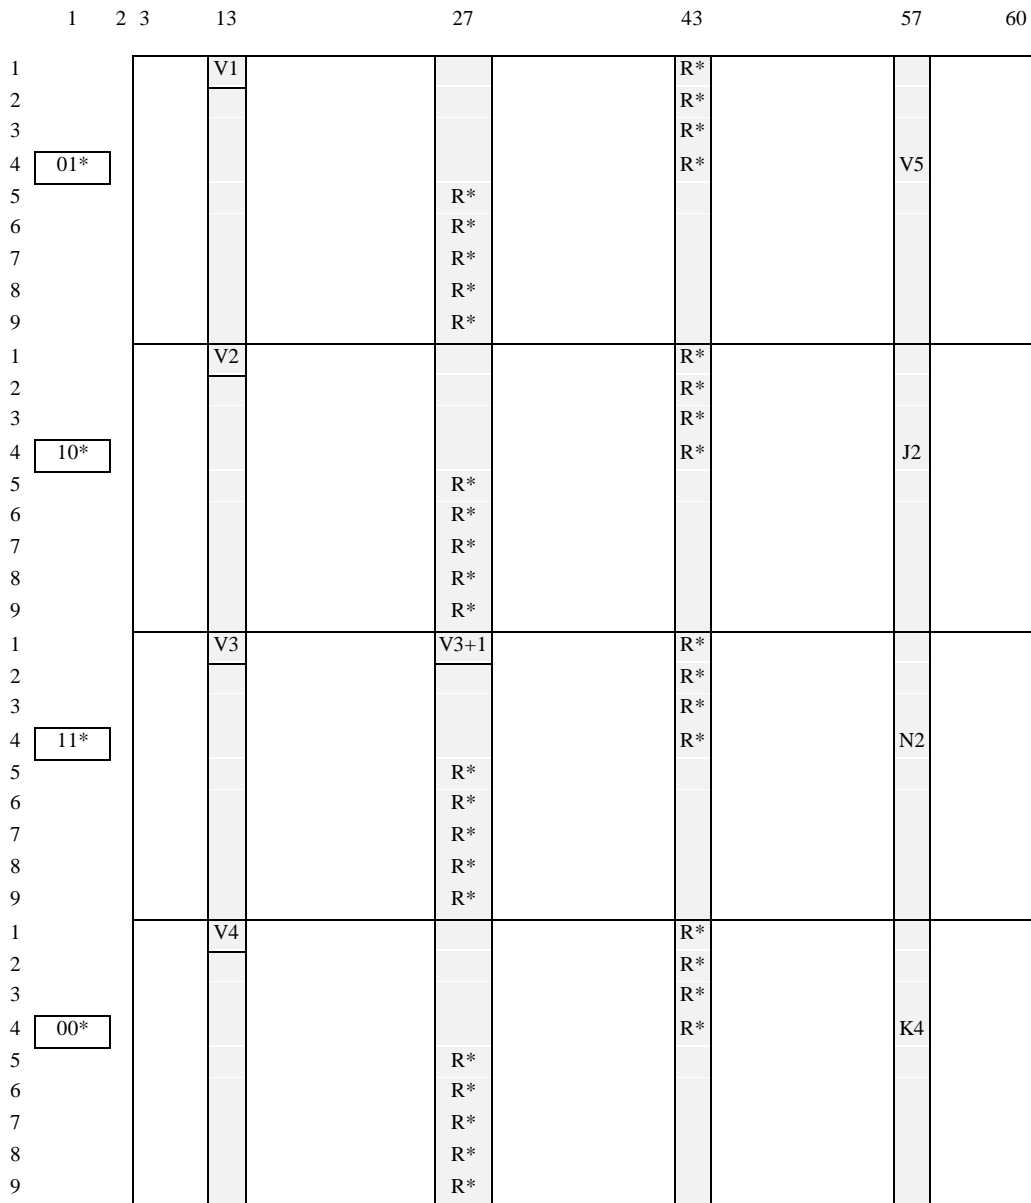 1 2 3 13 27 43 57 60
1 V1 R*
2 R*
3 R*
4 01* R* V5
5 R*
6 R*
7 R*
8 R*
9 R*
1 V2 R*
2 R*
3 R*
4 10* R* J2
5 R*
6 R*
7 R*
8 R*
9 R*
1 V3 V3+1 R*
2 R*
3 R*
4 11* R* N2
5 R*
6 R*
7 R*
8 R*
9 R*
1 V4 R*
2 R*
3 R*
4 00* R* K4
5 R*
6 R*
7 R*
8 R*
9 R*